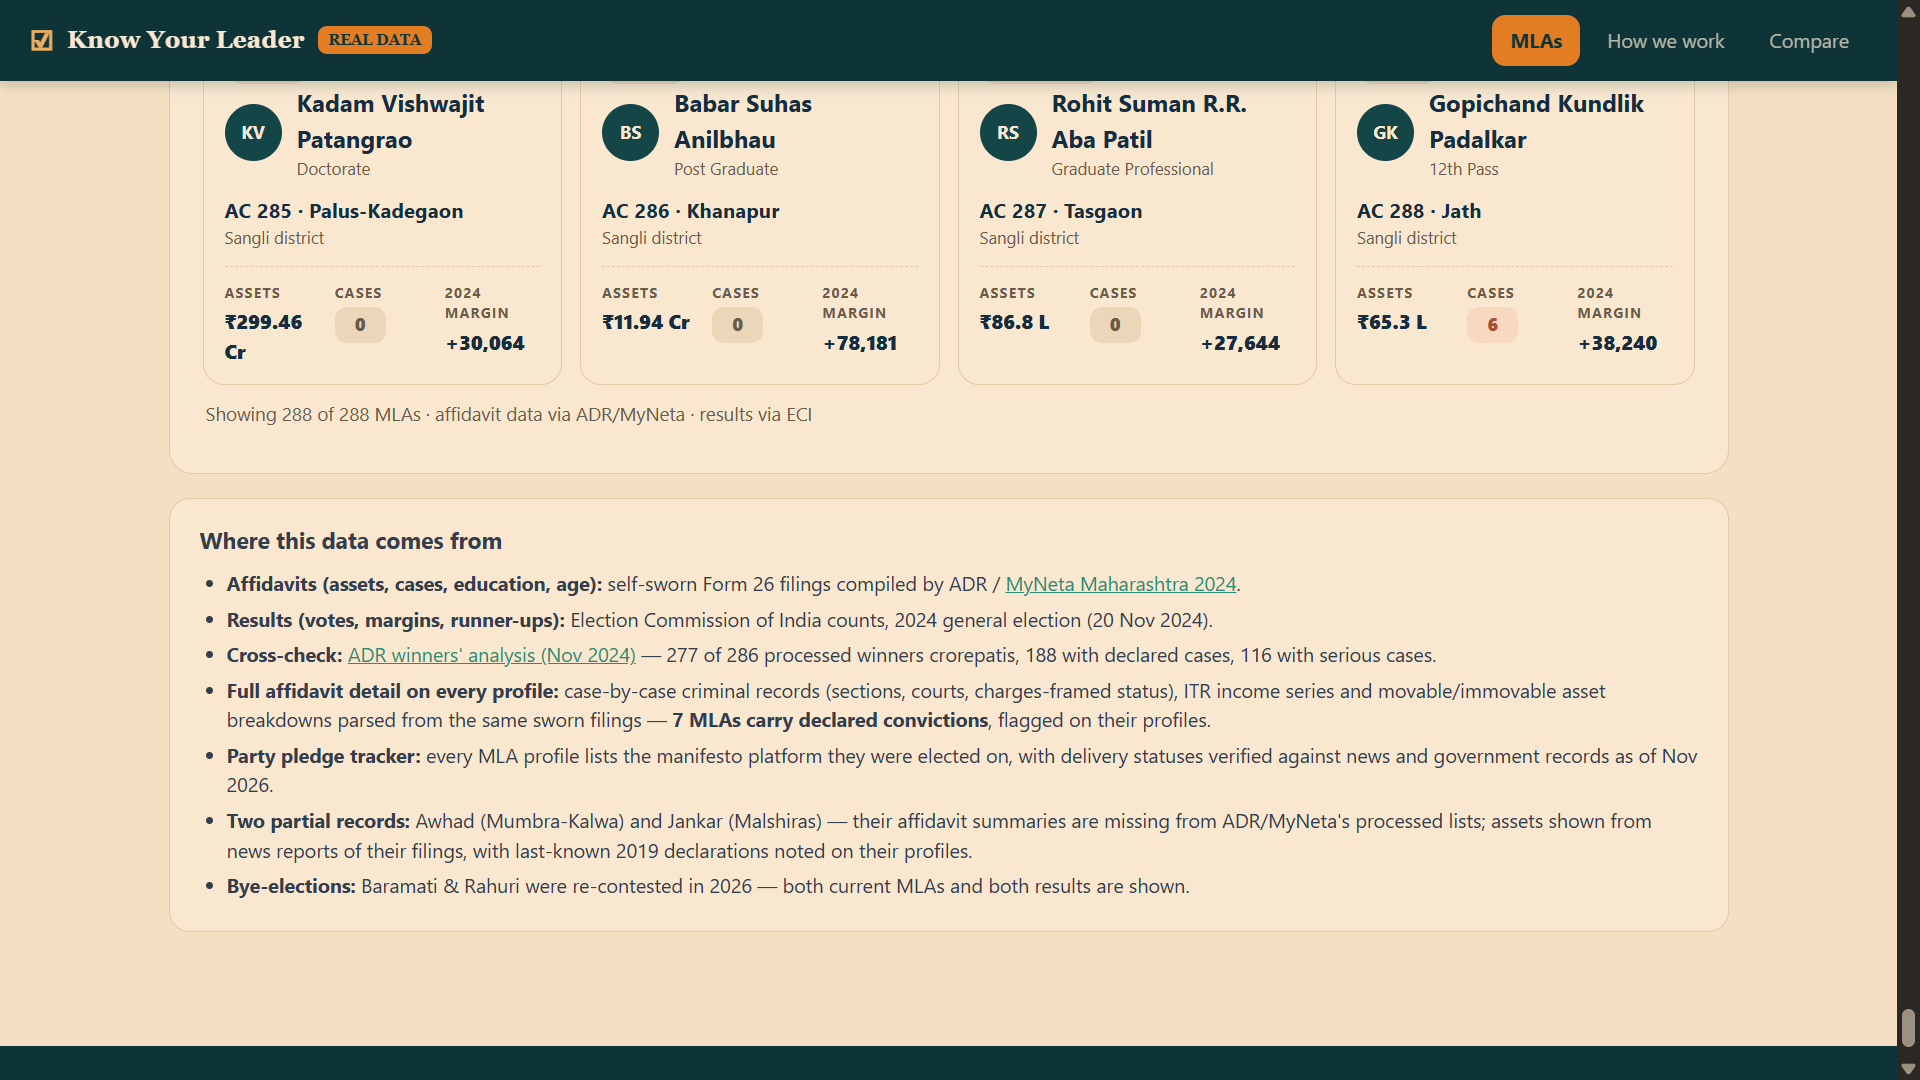 Know Your Leader
REAL DATA
MLAs
How we work
Compare
KV
Kadam Vishwajit
Patangrao
Doctorate
AC 285 · Palus-Kadegaon
Sangli district
ASSETS
₹299.46
Cr
CASES
0
2024
MARGIN
+30,064
BS
Babar Suhas
Anilbhau
Post Graduate
AC 286 · Khanapur
Sangli district
ASSETS
₹11.94 Cr
CASES
0
2024
MARGIN
+78,181
RS
Rohit Suman R.R.
Aba Patil
Graduate Professional
AC 287 · Tasgaon
Sangli district
ASSETS
₹86.8 L
CASES
0
2024
MARGIN
+27,644
GK
Gopichand Kundlik
Padalkar
12th Pass
AC 288 · Jath
Sangli district
ASSETS
₹65.3 L
CASES
6
2024
MARGIN
+38,240
Showing 288 of 288 MLAs · affidavit data via ADR/MyNeta · results via ECI
Where this data comes from
• Affidavits (assets, cases, education, age): self-sworn Form 26 filings compiled by ADR / MyNeta Maharashtra 2024.
• Results (votes, margins, runner-ups): Election Commission of India counts, 2024 general election (20 Nov 2024).
• Cross-check: ADR winners' analysis (Nov 2024) — 277 of 286 processed winners crorepatis, 188 with declared cases, 116 with serious cases.
• Full affidavit detail on every profile: case-by-case criminal records (sections, courts, charges-framed status), ITR income series and movable/immovable asset
breakdowns parsed from the same sworn filings — 7 MLAs carry declared convictions, flagged on their profiles.
• Party pledge tracker: every MLA profile lists the manifesto platform they were elected on, with delivery statuses verified against news and government records as of Nov
2026.
• Two partial records: Awhad (Mumbra-Kalwa) and Jankar (Malshiras) — their affidavit summaries are missing from ADR/MyNeta's processed lists; assets shown from
news reports of their filings, with last-known 2019 declarations noted on their profiles.
• Bye-elections: Baramati & Rahuri were re-contested in 2026 — both current MLAs and both results are shown.